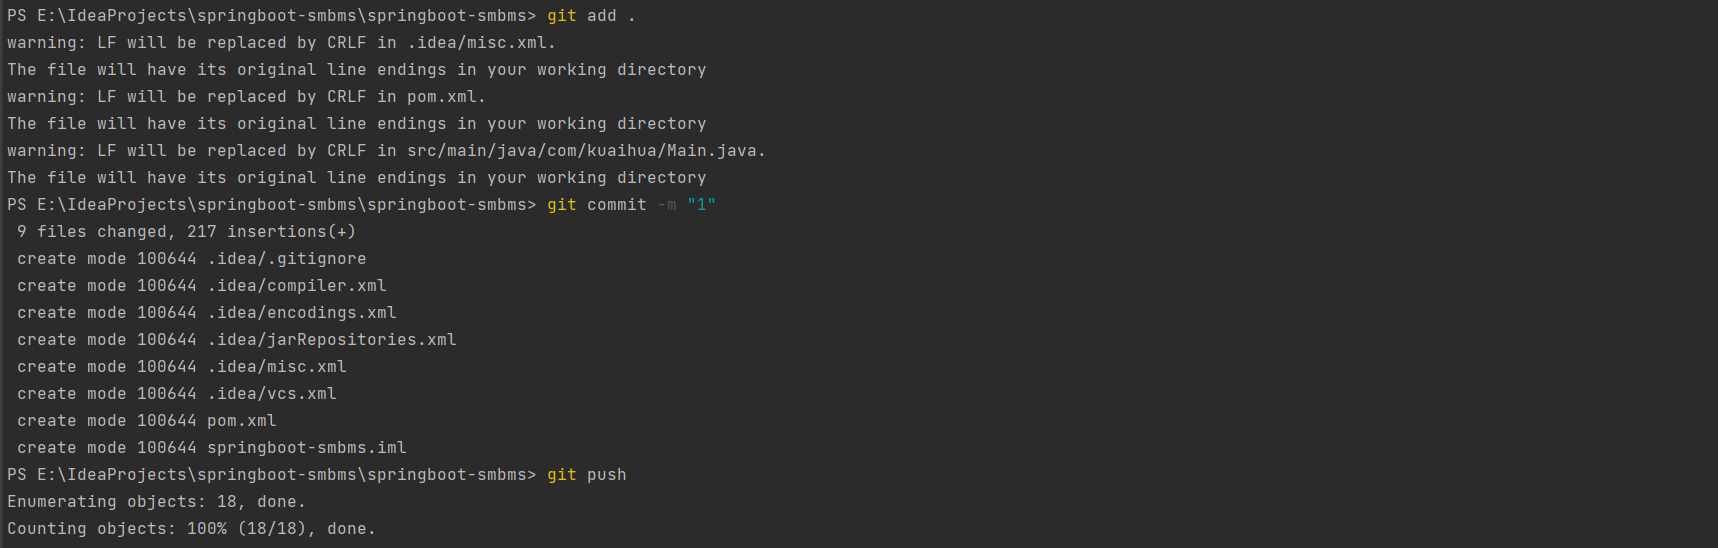 PS E:\IdeaProjects\springboot-smbms\springboot-smbms> git add .
warning: LF will be replaced by CRLF in .idea/misc.xml.
The file will have its original line endings in your working directory
warning: LF will be replaced by CRLF in pom.xml.
The file will have its original line endings in your working directory
warning: LF will be replaced by CRLF in src/main/java/com/kuaihua/Main.java.
The file will have its original line endings in your working directory
PS E:\IdeaProjects\springboot-smbms\springboot-smbms> git commit -m "1"
 9 files changed, 217 insertions(+)
 create mode 100644 .idea/.gitignore
 create mode 100644 .idea/compiler.xml
 create mode 100644 .idea/encodings.xml
 create mode 100644 .idea/jarRepositories.xml
 create mode 100644 .idea/misc.xml
 create mode 100644 .idea/vcs.xml
 create mode 100644 pom.xml
 create mode 100644 springboot-smbms.iml
PS E:\IdeaProjects\springboot-smbms\springboot-smbms> git push
Enumerating objects: 18, done.
Counting objects: 100% (18/18), done.